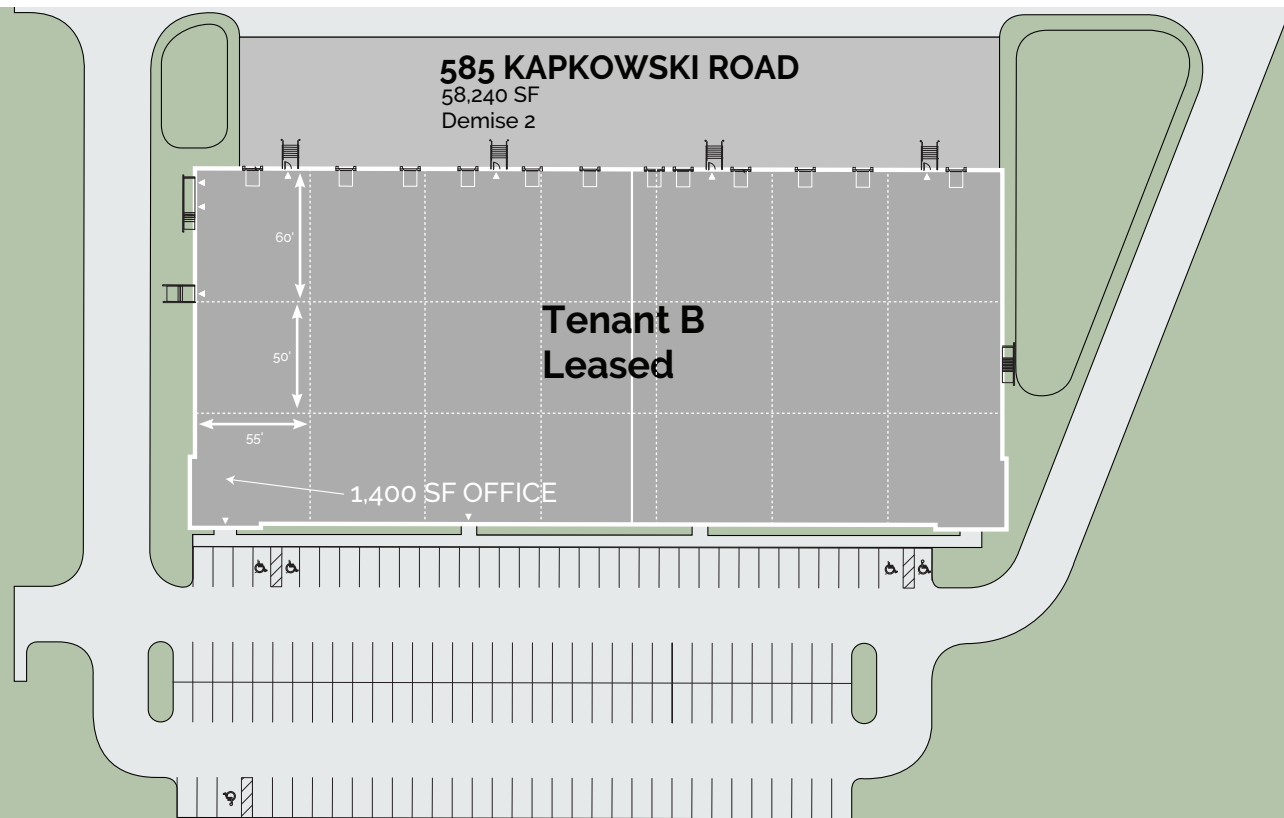 585 KAPKOWSKI ROAD
58,240 SF
Demise 2
60'
Tenant B
Leased
50'
55'
1,400 SF OFFICE